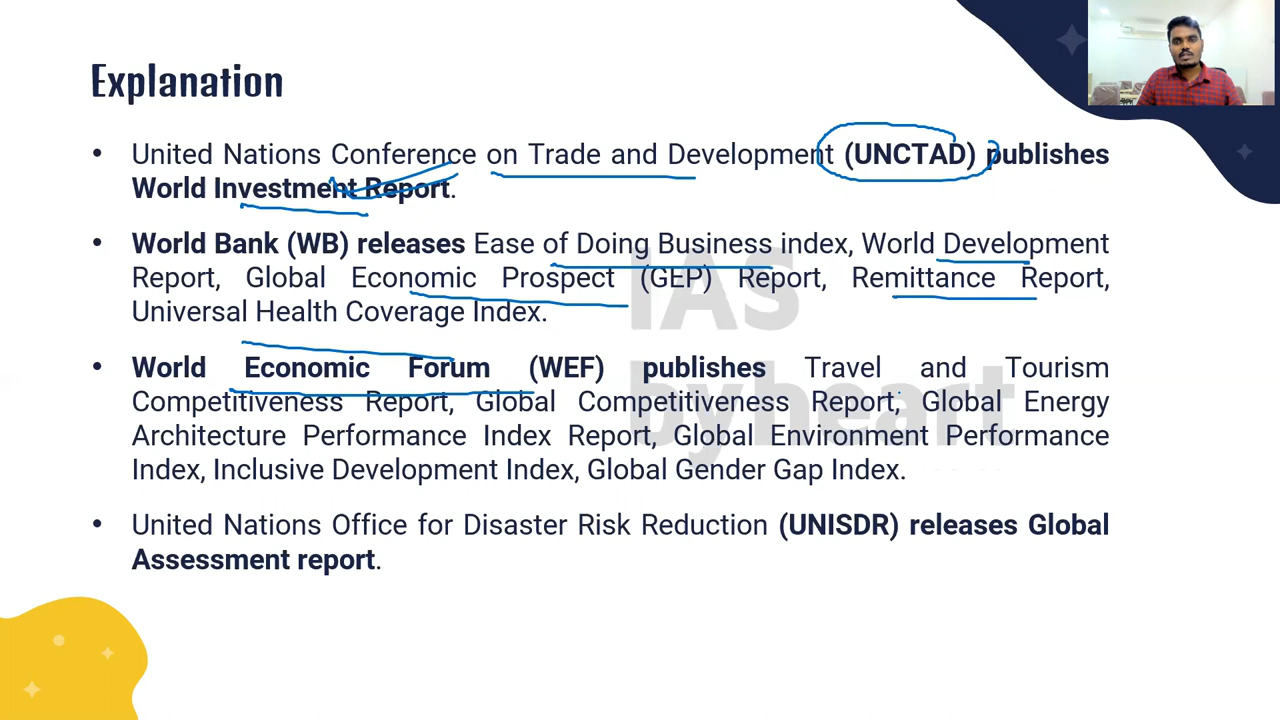 Explanation
• United Nations Conference on Trade and Development (UNCTAD) publishes
World Investment Report.
• World Bank (WB) releases Ease of Doing Business index, World Development
Report, Global Economic Prospect (GEP) Report, Remittance Report,
Universal Health Coverage Index.
• World Economic Forum (WEF) publishes Travel and Tourism
Competitiveness Report, Global Competitiveness Report; Global Energy
Architecture Performance Index Report, Global Environment Performance
Index, Inclusive Development Index, Global Gender Gap Index.
• United Nations Office for Disaster Risk Reduction (UNISDR) releases Global
Assessment report.
IAS
byheart